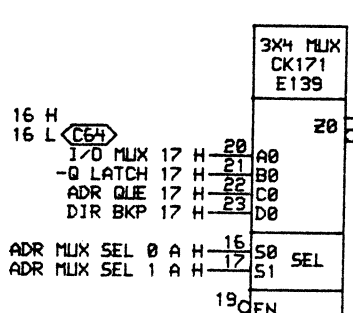 3X4 MUX
CK171
E139
Z0
16 H
16 L C64
I/O MUX 17 H 20 A0
-Q LATCH 17 H 21 B0
ADR QUE 17 H 22 C0
DIR BKP 17 H 23 D0
ADR MUX SEL 0 A H 16 S0 SEL
ADR MUX SEL 1 A H 17 S1
19 EN